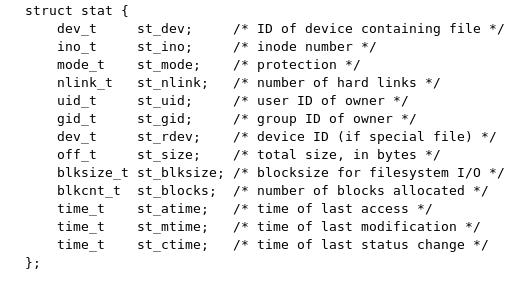 struct stat {
    dev_t     st_dev;     /* ID of device containing file */
    ino_t     st_ino;     /* inode number */
    mode_t    st_mode;    /* protection */
    nlink_t   st_nlink;   /* number of hard links */
    uid_t     st_uid;     /* user ID of owner */
    gid_t     st_gid;     /* group ID of owner */
    dev_t     st_rdev;    /* device ID (if special file) */
    off_t     st_size;    /* total size, in bytes */
    blksize_t st_blksize; /* blocksize for filesystem I/O */
    blkcnt_t  st_blocks;  /* number of blocks allocated */
    time_t    st_atime;   /* time of last access */
    time_t    st_mtime;   /* time of last modification */
    time_t    st_ctime;   /* time of last status change */
};